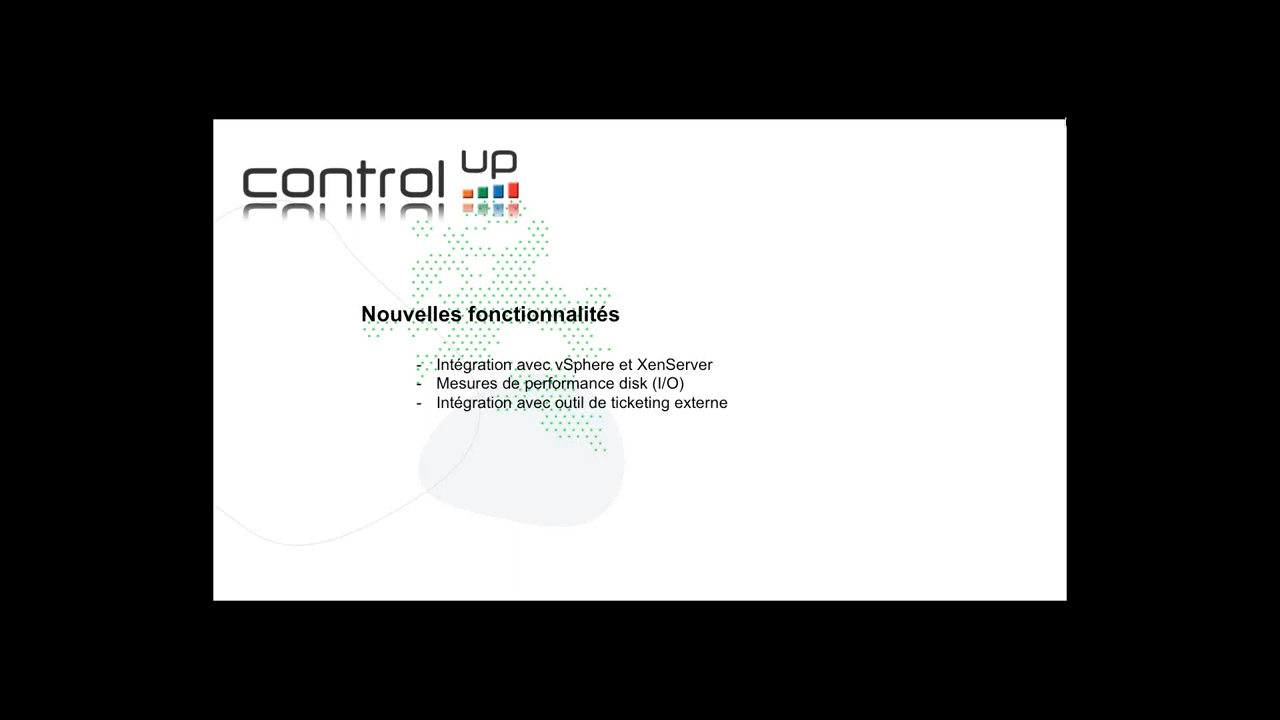 control up
Nouvelles fonctionnalités
- Intégration avec vSphere et XenServer
- Mesures de performance disk (I/O)
- Intégration avec outil de ticketing externe